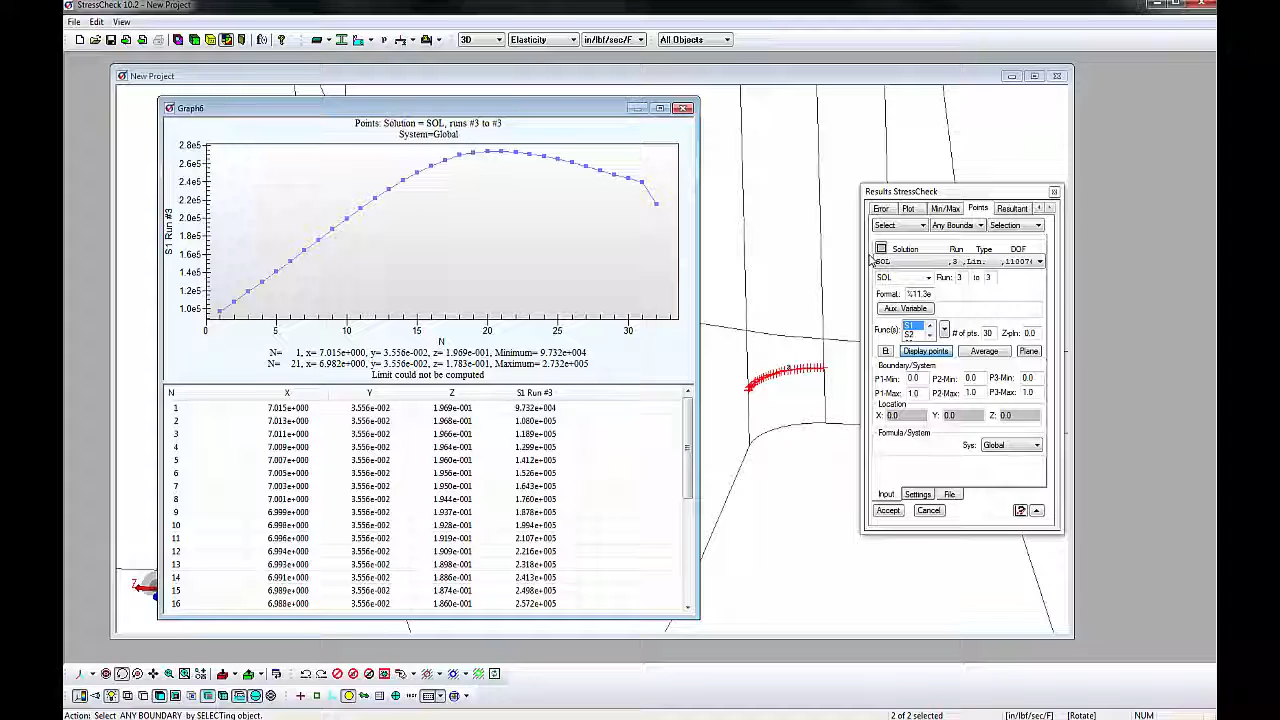 StressCheck 10.2 - New Project
File Edit View
3D Elasticity in/lbf/sec/F All Objects
New Project
Graph6
Points: Solution = SOL, runs #3 to #3
System=Global
S1 Run #3
2.8e5
2.6e5
2.4e5
2.2e5
2.0e5
1.8e5
1.6e5
1.4e5
1.2e5
1.0e5
0 5 10 15 20 25 30
N
N= 1, x= 7.015e+000, y= 3.556e-002, z= 1.969e-001, Minimum= 9.732e+004
N= 21, x= 6.982e+000, y= 3.556e-002, z= 1.783e-001, Maximum= 2.732e+005
Limit could not be computed
N X Y Z S1 Run #3
1 7.015e+000 3.556e-002 1.969e-001 9.732e+004
2 7.013e+000 3.556e-002 1.968e-001 1.080e+005
3 7.011e+000 3.556e-002 1.966e-001 1.189e+005
4 7.009e+000 3.556e-002 1.964e-001 1.299e+005
5 7.007e+000 3.556e-002 1.960e-001 1.412e+005
6 7.005e+000 3.556e-002 1.956e-001 1.526e+005
7 7.003e+000 3.556e-002 1.950e-001 1.643e+005
8 7.001e+000 3.556e-002 1.944e-001 1.760e+005
9 6.999e+000 3.556e-002 1.937e-001 1.878e+005
10 6.998e+000 3.556e-002 1.928e-001 1.994e+005
11 6.996e+000 3.556e-002 1.919e-001 2.107e+005
12 6.994e+000 3.556e-002 1.909e-001 2.216e+005
13 6.993e+000 3.556e-002 1.898e-001 2.318e+005
14 6.991e+000 3.556e-002 1.886e-001 2.413e+005
15 6.989e+000 3.556e-002 1.874e-001 2.498e+005
16 6.988e+000 3.556e-002 1.860e-001 2.572e+005
Z
Results StressCheck
Error Plot Min/Max Points Resultant
Select Any Bounda Selection
Solution Run Type DOF
SOL ,3 ,Lin.
SOL Run: 3 to 3
Format: %11.3e
Aux. Variable
Func(s): S1 # of pts. 30 Z-pln: 0.0
S2
Display points Average Plane
Boundary/System
P1-Min: 0.0 P2-Min: 0.0 P3-Min: 0.0
P1-Max: 1.0 P2-Max: 1.0 P3-Max: 1.0
Location
X: 0.0 Y: 0.0 Z: 0.0
Formula/System
Sys: Global
Input Settings File
Accept Cancel
Action: Select ANY BOUNDARY by SELECTing object. 2 of 2 selected [in/lbf/sec/F] [Rotate] NUM